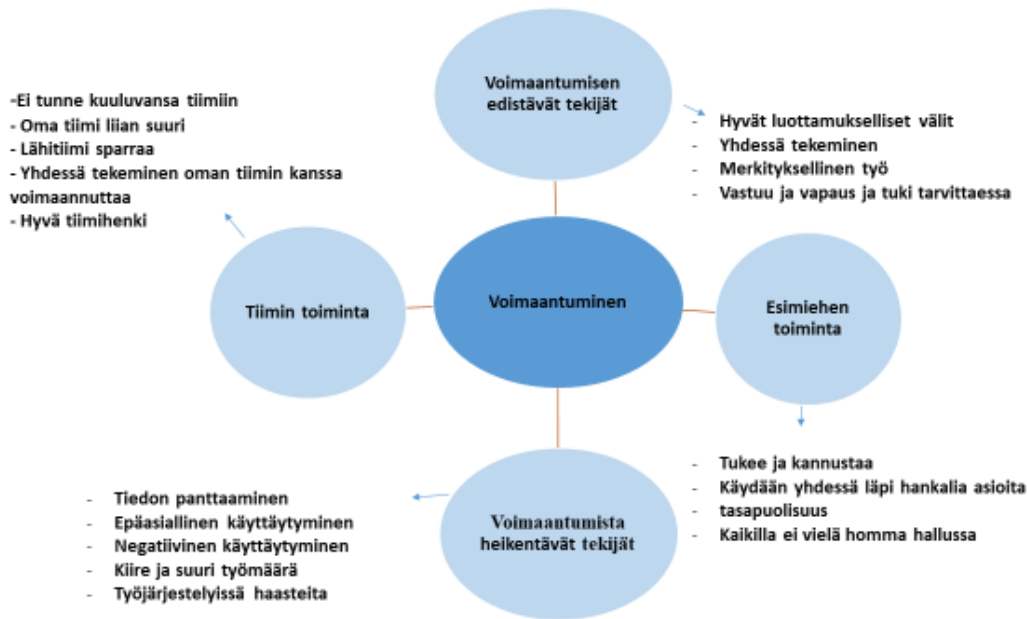 Voimaantumisen
edistävät tekijät
-Ei tunne kuuluvansa tiimiin
- Oma tiimi liian suuri
- Lähitiimi sparraa
- Yhdessä tekeminen oman tiimin kanssa
voimaannuttaa
- Hyvä tiimihenki
- Hyvät luottamukselliset välit
- Yhdessä tekeminen
- Merkityksellinen työ
- Vastuu ja vapaus ja tuki tarvittaessa
Tiimin toiminta
Voimaantuminen
Esimiehen
toiminta
- Tiedon panttaaminen
- Epäasiallinen käyttäytyminen
- Negatiivinen käyttäytyminen
- Kiire ja suuri työmäärä
- Työjärjestelyissä haasteita
Voimaantumista
heikentävät tekijät
- Tukee ja kannustaa
- Käydään yhdessä läpi hankalia asioita
- tasapuolisuus
- Kaikilla ei vielä homma hallussa